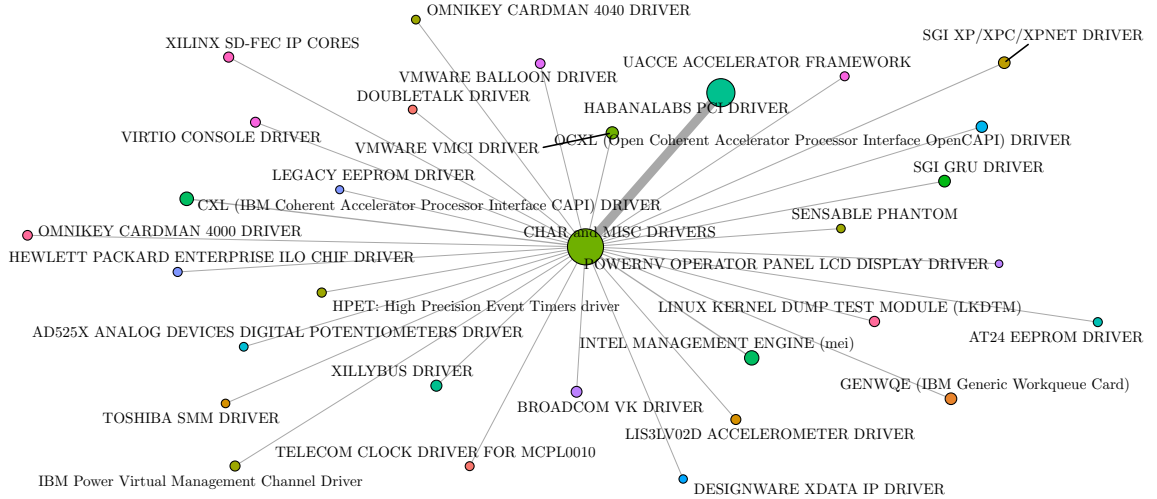 OMNIKEY CARDMAN 4040 DRIVER
SGI XP/XPC/XPNET DRIVER
XILINX SD-FEC IP CORES
UACCE ACCELERATOR FRAMEWORK
VMWARE BALLOON DRIVER
DOUBLETALK DRIVER
HABANALABS PCI DRIVER
VIRTIO CONSOLE DRIVER
VMWARE VMCI DRIVER
OCXL (Open Coherent Accelerator Processor Interface OpenCAPI) DRIVER
SGI GRU DRIVER
LEGACY EEPROM DRIVER
CXL (IBM Coherent Accelerator Processor Interface CAPI) DRIVER
SENSABLE PHANTOM
OMNIKEY CARDMAN 4000 DRIVER
CHAR and MISC DRIVERS
HEWLETT PACKARD ENTERPRISE ILO CHIF DRIVER
POWERNV OPERATOR PANEL LCD DISPLAY DRIVER
HPET: High Precision Event Timers driver
LINUX KERNEL DUMP TEST MODULE (LKDTM)
AD525X ANALOG DEVICES DIGITAL POTENTIOMETERS DRIVER
AT24 EEPROM DRIVER
INTEL MANAGEMENT ENGINE (mei)
XILLYBUS DRIVER
GENWQE (IBM Generic Workqueue Card)
BROADCOM VK DRIVER
TOSHIBA SMM DRIVER
LIS3LV02D ACCELEROMETER DRIVER
TELECOM CLOCK DRIVER FOR MCPL0010
IBM Power Virtual Management Channel Driver
DESIGNWARE XDATA IP DRIVER